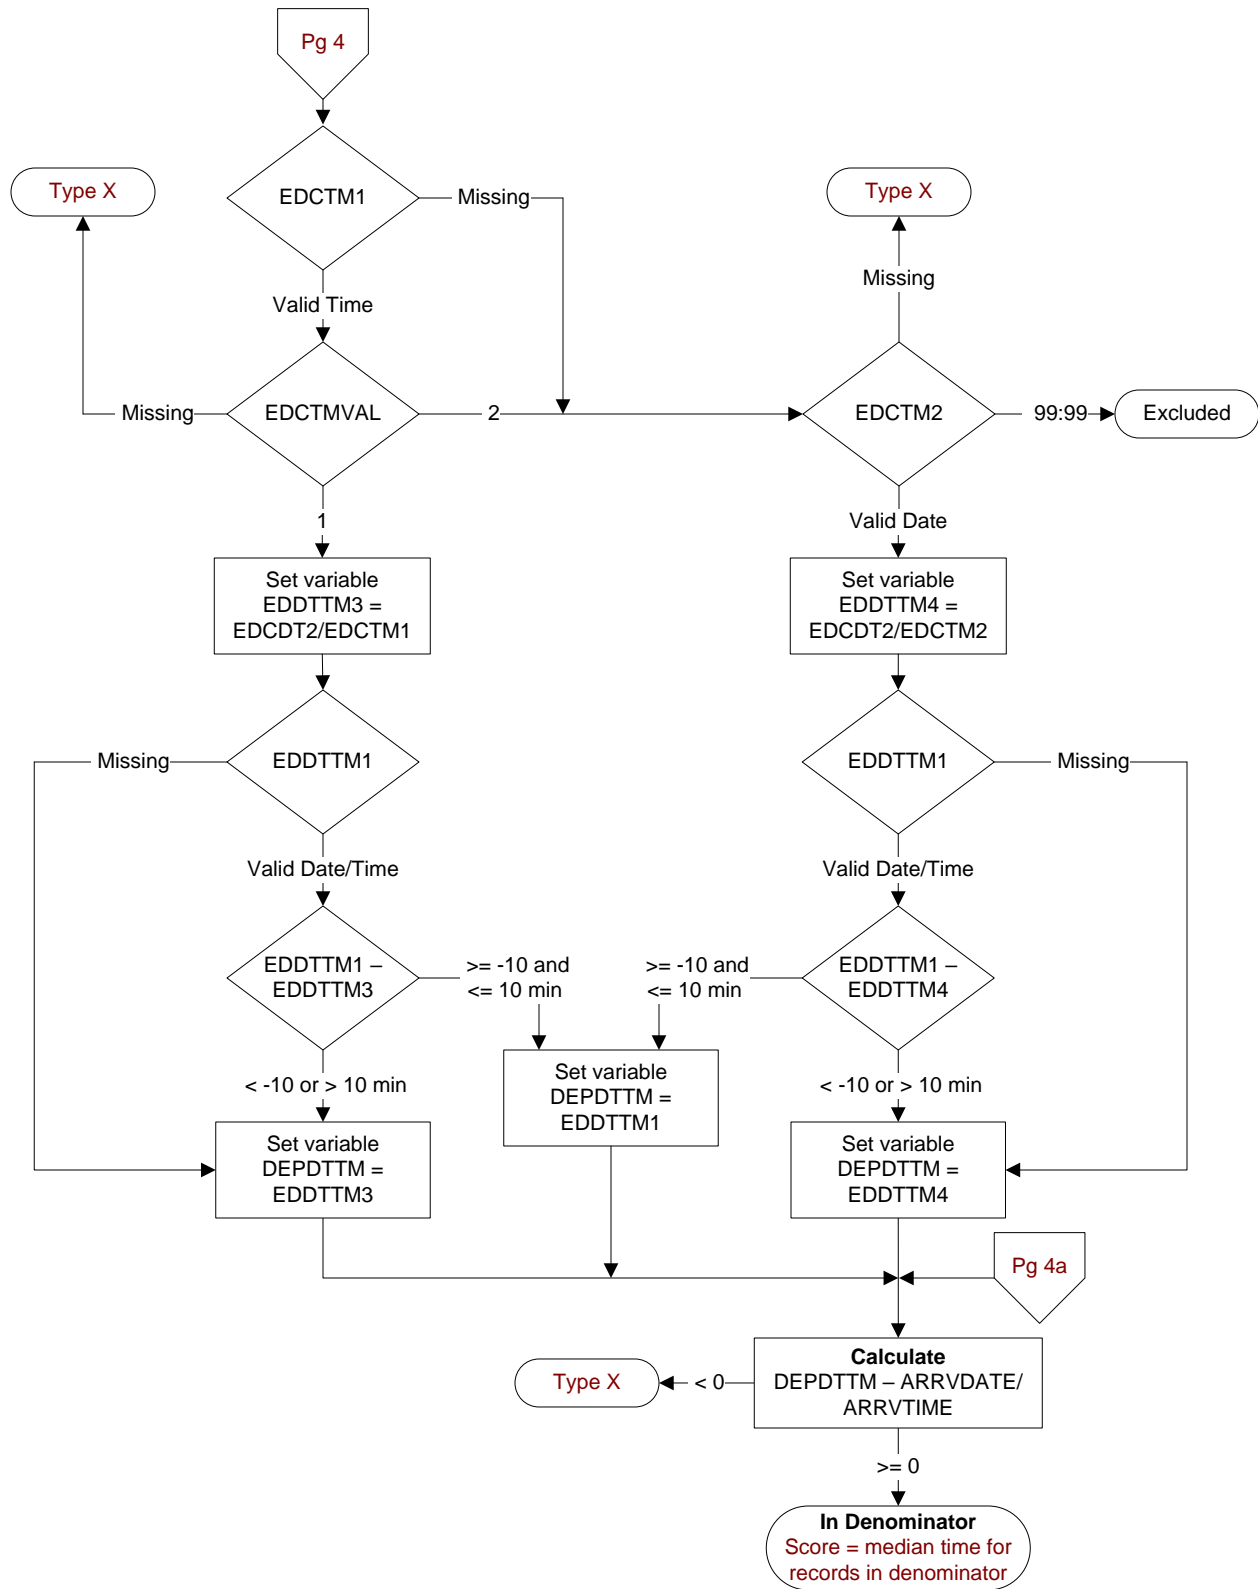 Pg 4
EDCTM1
Missing
Type X
Type X
Missing
Valid Time
EDCTMVAL
Missing
2
EDCTM2
99:99
Excluded
1
Valid Date
Set variable
EDDTTM3 =
EDCDT2/EDCTM1
Set variable
EDDTTM4 =
EDCDT2/EDCTM2
Missing
EDDTTM1
EDDTTM1
Missing
Valid Date/Time
Valid Date/Time
EDDTTM1 –
EDDTTM3
>= -10 and
<= 10 min
>= -10 and
<= 10 min
EDDTTM1 –
EDDTTM4
< -10 or > 10 min
Set variable
DEPDTTM =
EDDTTM1
< -10 or > 10 min
Set variable
DEPDTTM =
EDDTTM3
Set variable
DEPDTTM =
EDDTTM4
Pg 4a
Type X
< 0
Calculate
DEPDTTM – ARRVDATE/
ARRVTIME
>= 0
In Denominator
Score = median time for
records in denominator